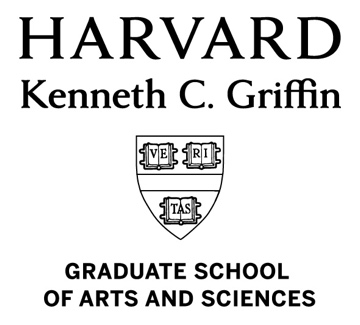 HARVARD
Kenneth C. Griffin
VE RI
TAS
GRADUATE SCHOOL
OF ARTS AND SCIENCES